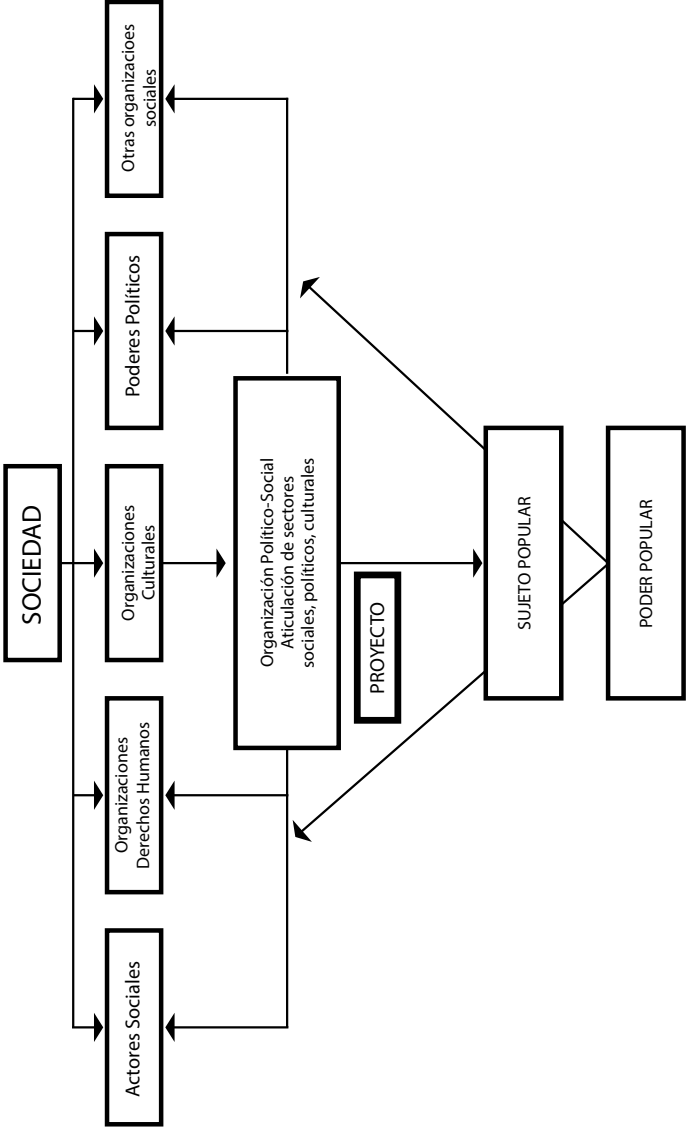 SOCIEDAD
Actores Sociales
Organizaciones
Derechos Humanos
Organizaciones
Culturales
Poderes Políticos
Otras organizacioes
sociales
Organización Político-Social
Aticulación de sectores
sociales, políticos, culturales
PROYECTO
SUJETO POPULAR
PODER POPULAR